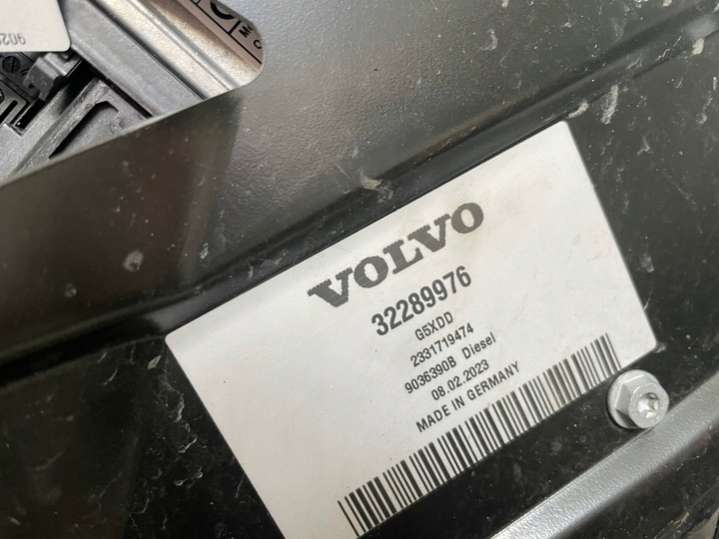 VOLVO
32289976
G5XDD
2331719474
9036390B Diesel
08.02.2023
MADE IN GERMANY